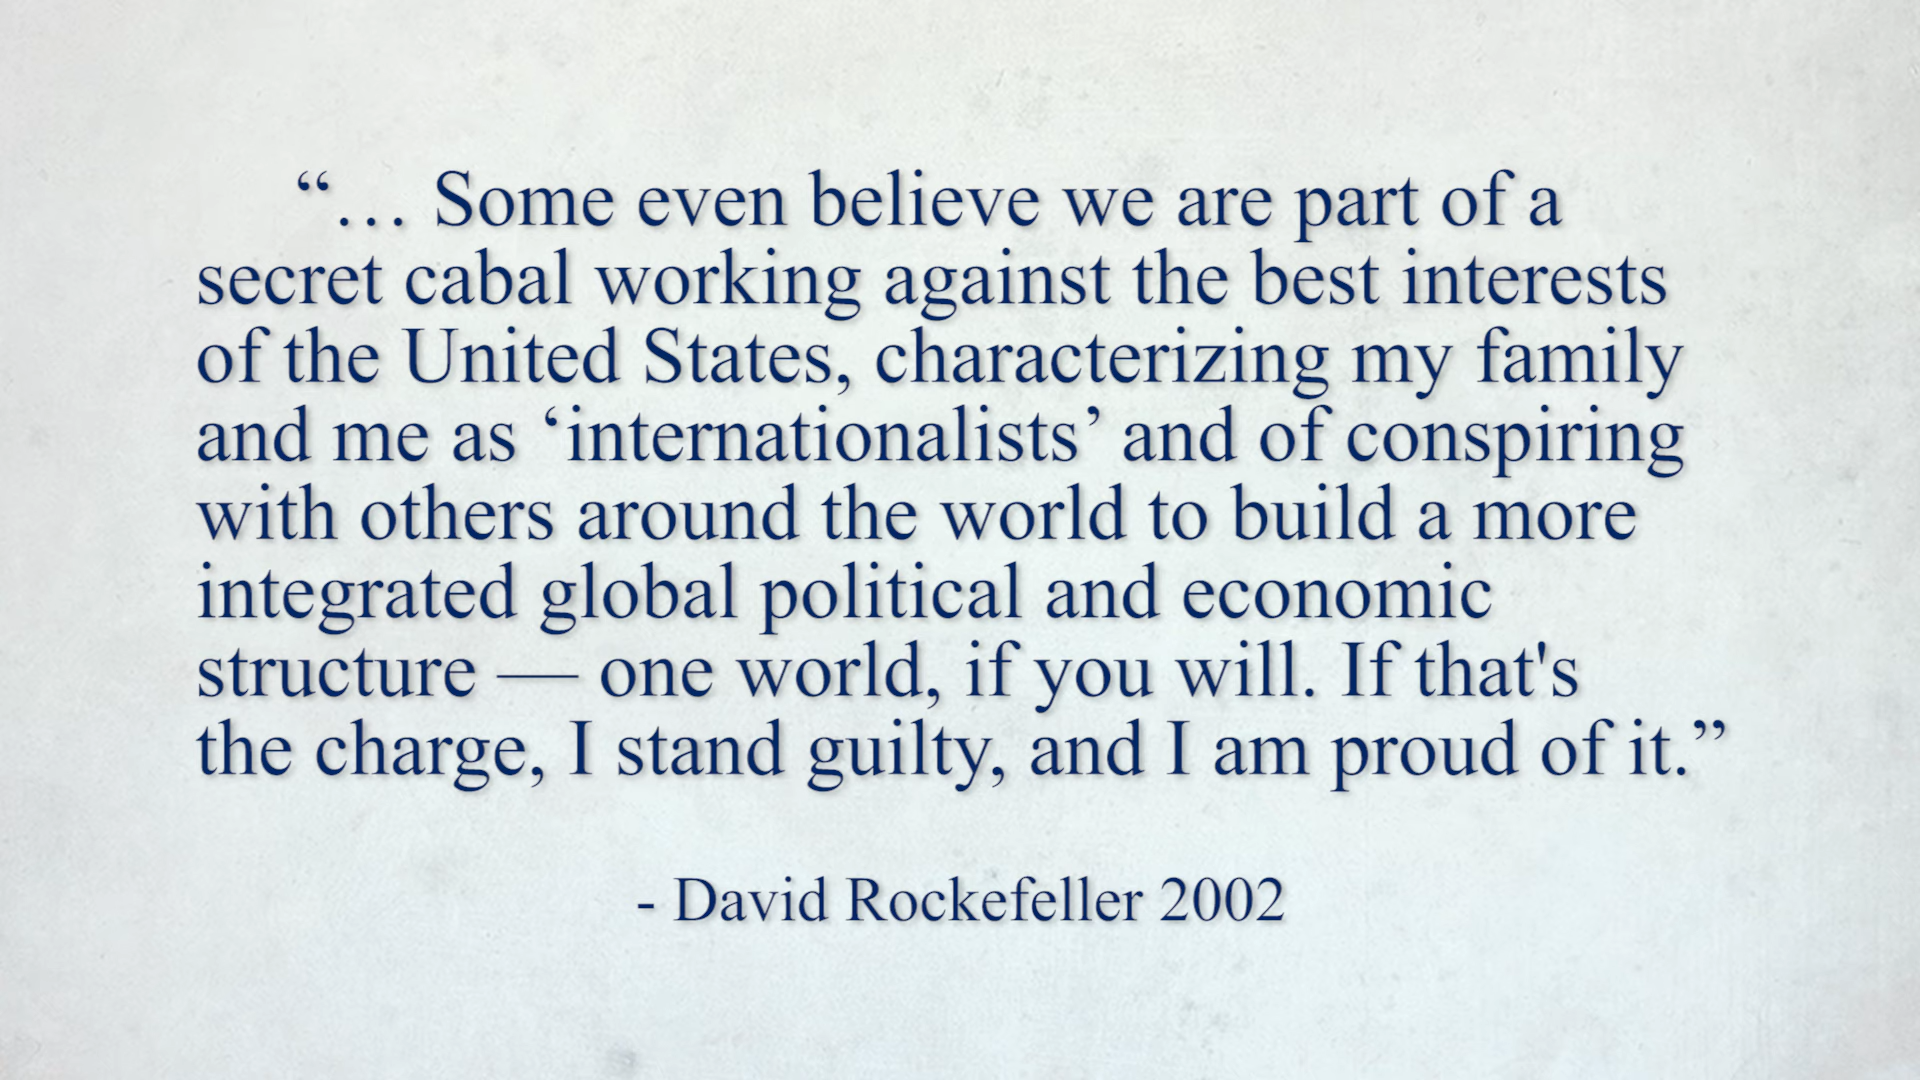 “… Some even believe we are part of a
secret cabal working against the best interests
of the United States, characterizing my family
and me as ‘internationalists’ and of conspiring
with others around the world to build a more
integrated global political and economic
structure — one world, if you will. If that's
the charge, I stand guilty, and I am proud of it.”
- David Rockefeller 2002